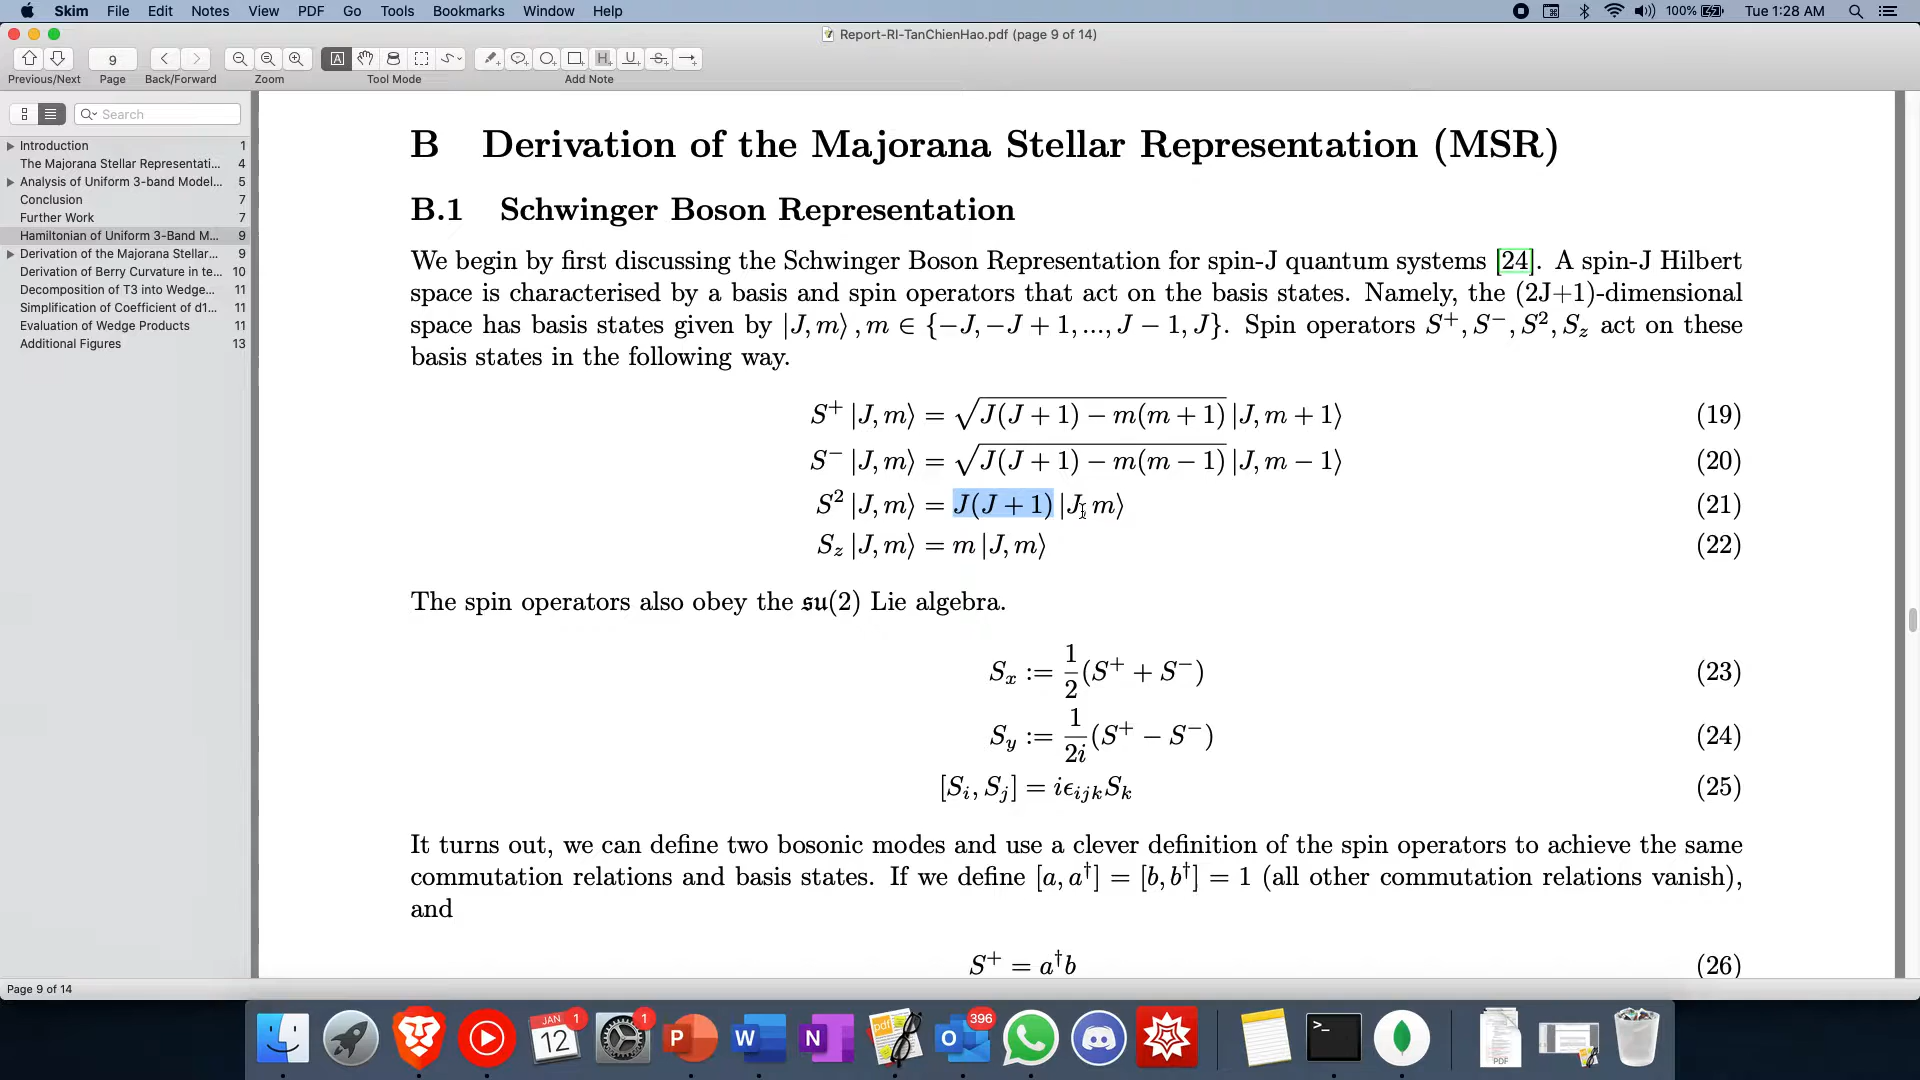 Skim File Edit Notes View PDF Go Tools Bookmarks Window Help 100% Tue 1:28 AM
Report-RI-TanChienHao.pdf (page 9 of 14)
9
Previous/Next Page Back/Forward Zoom Tool Mode Add Note
Search
Introduction 1
The Majorana Stellar Representati... 4
Analysis of Uniform 3-band Model... 5
Conclusion 7
Further Work 7
Hamiltonian of Uniform 3-Band M... 9
Derivation of the Majorana Stellar... 9
Derivation of Berry Curvature in te... 10
Decomposition of T3 into Wedge... 11
Simplification of Coefficient of d1... 11
Evaluation of Wedge Products 11
Additional Figures 13
Page 9 of 14
B Derivation of the Majorana Stellar Representation (MSR)
B.1 Schwinger Boson Representation
We begin by first discussing the Schwinger Boson Representation for spin-J quantum systems [24]. A spin-J Hilbert
space is characterised by a basis and spin operators that act on the basis states. Namely, the (2J+1)-dimensional
space has basis states given by |J, m⟩ , m ∈ {−J, −J + 1, ..., J − 1, J}. Spin operators S⁺, S⁻, S², S_z act on these
basis states in the following way.
S⁺ |J, m⟩ = √(J(J + 1) − m(m + 1)) |J, m + 1⟩ (19)
S⁻ |J, m⟩ = √(J(J + 1) − m(m − 1)) |J, m − 1⟩ (20)
S² |J, m⟩ = J(J + 1) |J, m⟩ (21)
S_z |J, m⟩ = m |J, m⟩ (22)
The spin operators also obey the 𝔰𝔲(2) Lie algebra.
S_x := 1/2 (S⁺ + S⁻) (23)
S_y := 1/2i (S⁺ − S⁻) (24)
[S_i, S_j] = iϵ_ijk S_k (25)
It turns out, we can define two bosonic modes and use a clever definition of the spin operators to achieve the same
commutation relations and basis states. If we define [a, a†] = [b, b†] = 1 (all other commutation relations vanish),
and
S⁺ = a†b (26)
JAN 12 1
1
396